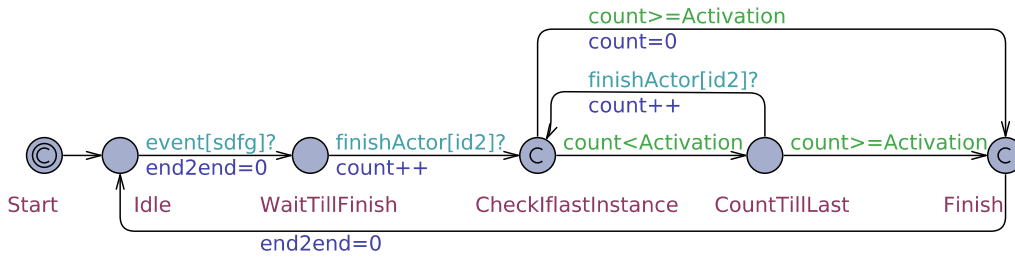 count>=Activation
count=0
finishActor[id2]?
count++
event[sdfg]?
end2end=0
finishActor[id2]?
count++
count<Activation
count>=Activation
C
C
C
Start
Idle
WaitTillFinish
CheckIflastInstance
CountTillLast
Finish
end2end=0